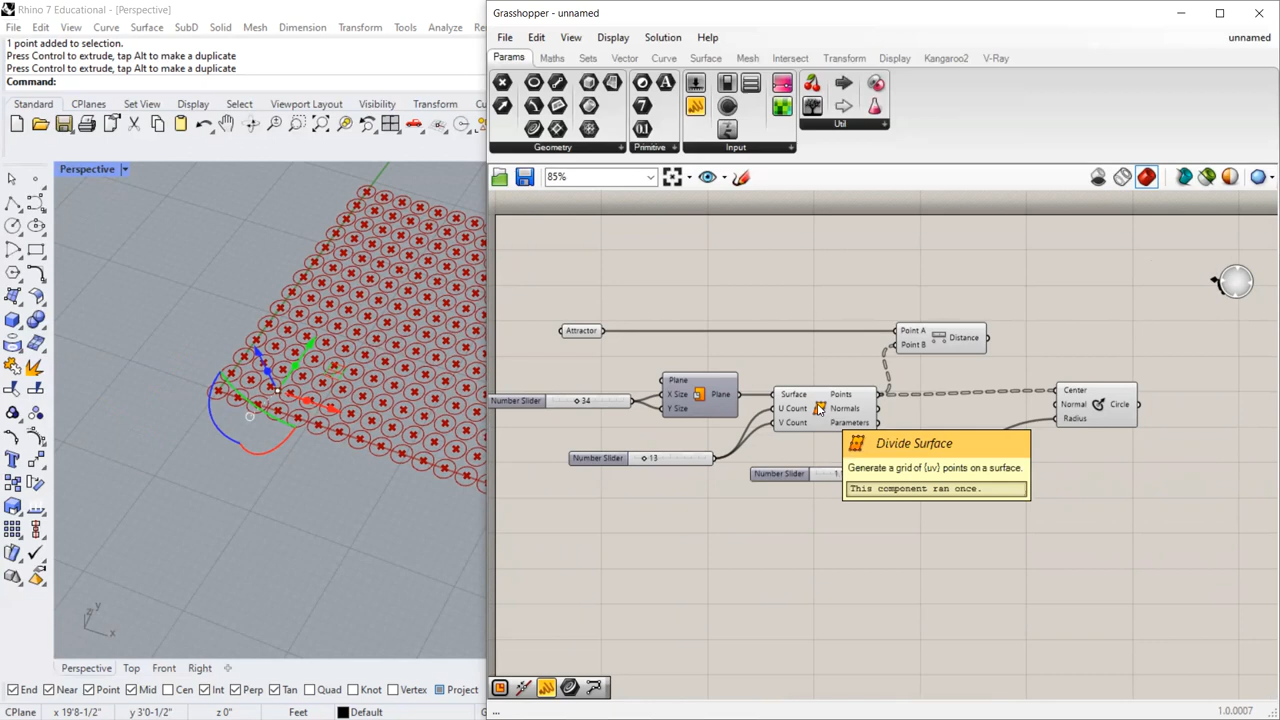 Rhino 7 Educational - [Perspective]
File Edit View Curve Surface Solid Mesh Dimension Transform Tools Analyze Re
1 point added to selection.
Press Control to extrude, tap Alt to make a duplicate
Press Control to extrude, tap Alt to make a duplicate
Command:
Standard CPlanes Set View Display Select Viewport Layout Visibility Transform Cu
Perspective
z y
x
Perspective Top Front Right
End Near Point Mid Cen Int Perp Tan Quad Knot Vertex Project
CPlane x 19'8-1/2" y 3'0-1/2" z 0" Feet Default
Grasshopper - unnamed
File Edit View Display Solution Help unnamed
Params Maths Sets Vector Curve Surface Mesh Intersect Transform Display Kangaroo2 V-Ray
Geometry Primitive Input Util
85%
Attractor
Point A
Point B
Distance
Number Slider 34
Plane
X Size
Y Size
Plane
Surface
U Count
V Count
Points
Normals
Parameters
Center
Normal
Radius
Circle
Number Slider 13
Number Slider 1.
Divide Surface
Generate a grid of {uv} points on a surface.
This component ran once.
... 1.0.0007